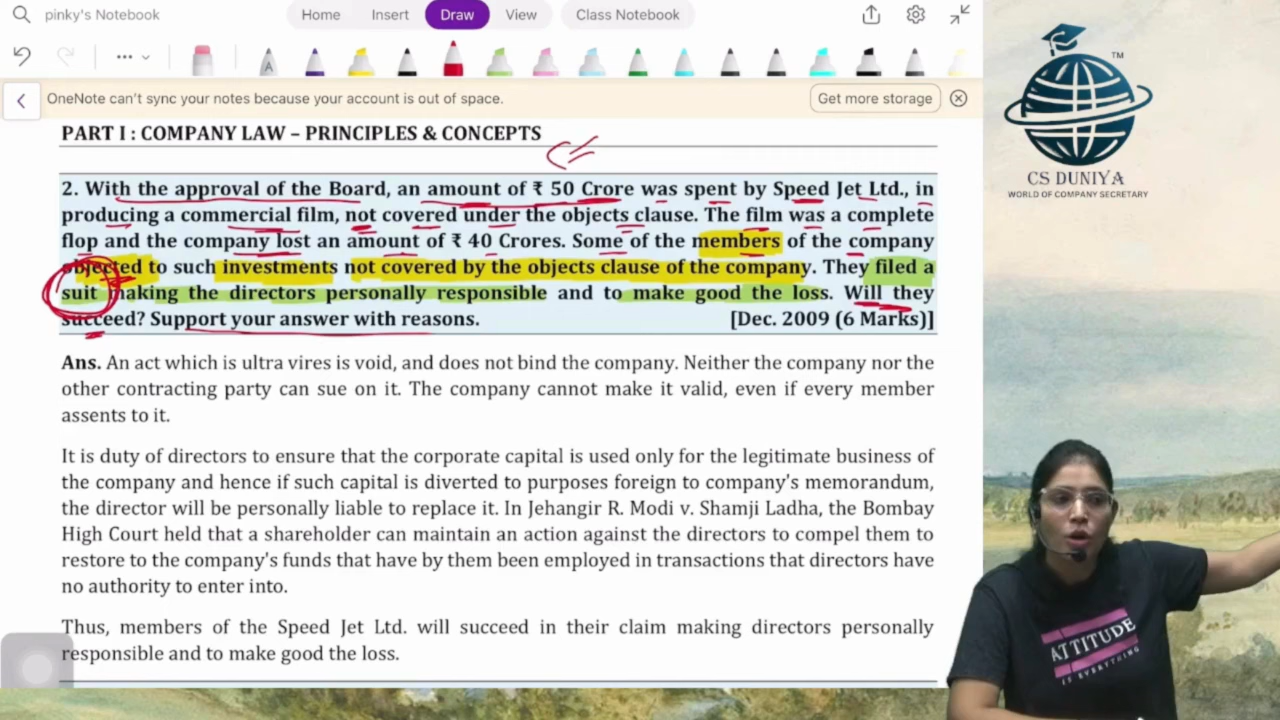 pinky's Notebook
Home Insert Draw View Class Notebook
OneNote can't sync your notes because your account is out of space.
Get more storage
PART I : COMPANY LAW – PRINCIPLES & CONCEPTS
2. With the approval of the Board, an amount of ₹ 50 Crore was spent by Speed Jet Ltd., in
producing a commercial film, not covered under the objects clause. The film was a complete
flop and the company lost an amount of ₹ 40 Crores. Some of the members of the company
objected to such investments not covered by the objects clause of the company. They filed a
suit making the directors personally responsible and to make good the loss. Will they
succeed? Support your answer with reasons. [Dec. 2009 (6 Marks)]
Ans. An act which is ultra vires is void, and does not bind the company. Neither the company nor the
other contracting party can sue on it. The company cannot make it valid, even if every member
assents to it.
It is duty of directors to ensure that the corporate capital is used only for the legitimate business of
the company and hence if such capital is diverted to purposes foreign to company's memorandum,
the director will be personally liable to replace it. In Jehangir R. Modi v. Shamji Ladha, the Bombay
High Court held that a shareholder can maintain an action against the directors to compel them to
restore to the company's funds that have by them been employed in transactions that directors have
no authority to enter into.
Thus, members of the Speed Jet Ltd. will succeed in their claim making directors personally
responsible and to make good the loss.
TM
CS DUNIYA
WORLD OF COMPANY SECRETARY
ATTITUDE
IS EVERYTHING